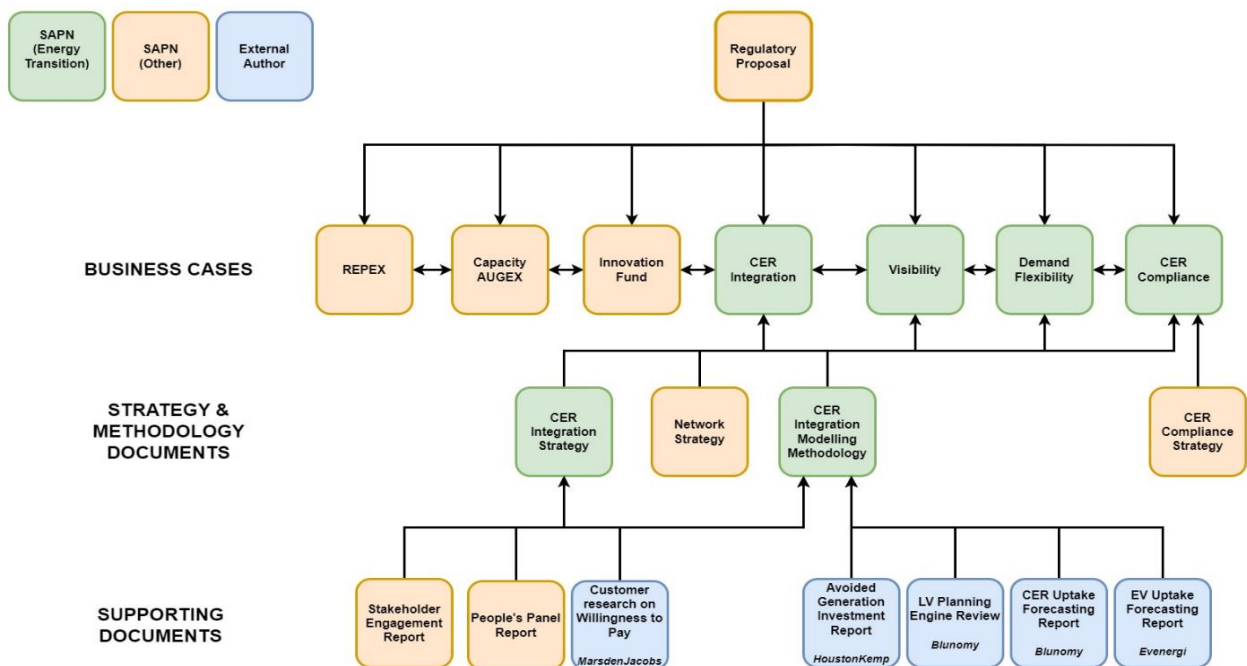 SAPN
(Energy
Transition)
SAPN
(Other)
External
Author
Regulatory
Proposal
BUSINESS CASES
REPEX
Capacity
AUGEX
Innovation
Fund
CER
Integration
Visibility
Demand
Flexibility
CER
Compliance
STRATEGY &
METHODOLOGY
DOCUMENTS
CER
Integration
Strategy
Network
Strategy
CER
Integration
Modelling
Methodology
CER
Compliance
Strategy
SUPPORTING
DOCUMENTS
Stakeholder
Engagement
Report
People's Panel
Report
Customer
research on
Willingness to
Pay
MarsdenJacobs
Avoided
Generation
Investment
Report
HoustonKemp
LV Planning
Engine Review
Blunomy
CER Uptake
Forecasting
Report
Blunomy
EV Uptake
Forecasting
Report
Evenergi